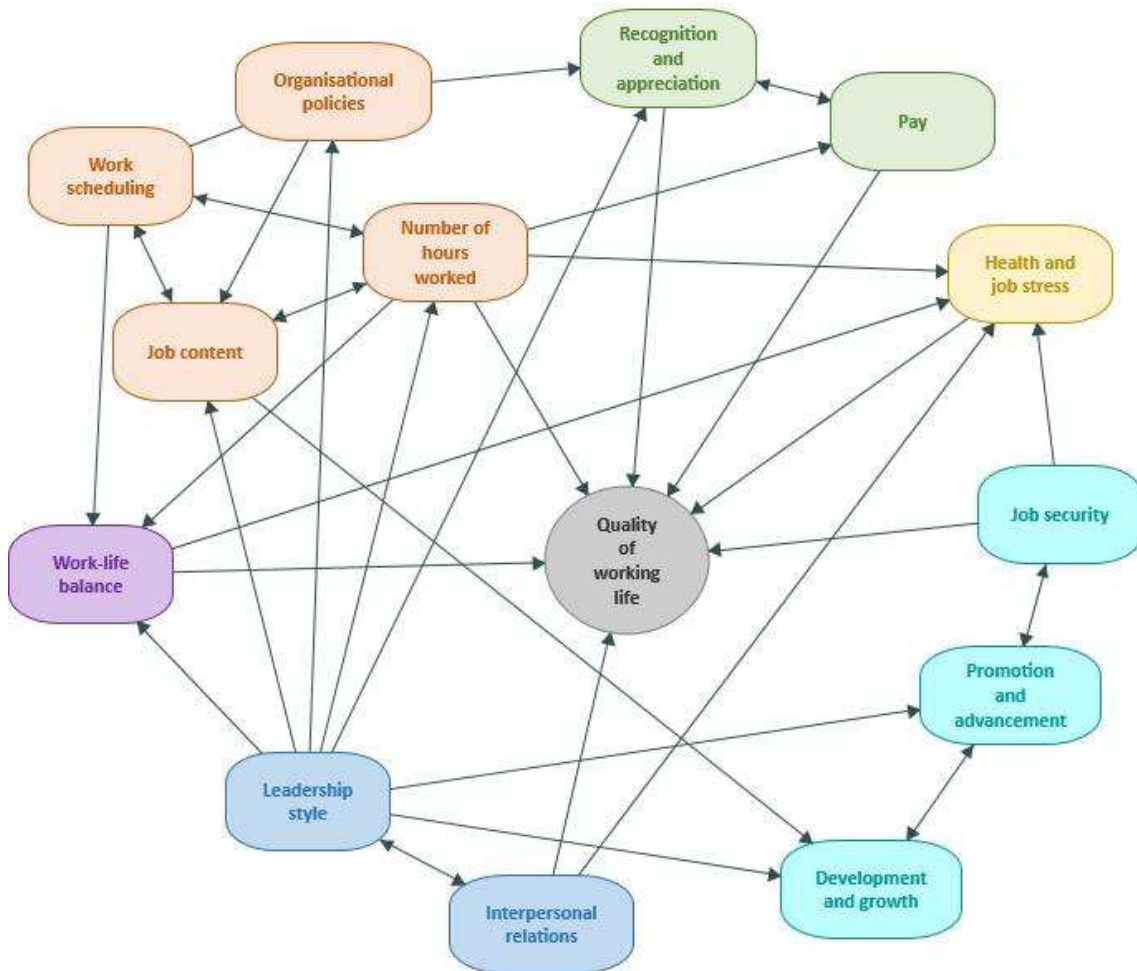 Recognition
and
appreciation
Organisational
policies
Pay
Work
scheduling
Number of
hours
worked
Health and
job stress
Job content
Job security
Quality
of
working
life
Work-life
balance
Promotion
and
advancement
Leadership
style
Development
and growth
Interpersonal
relations